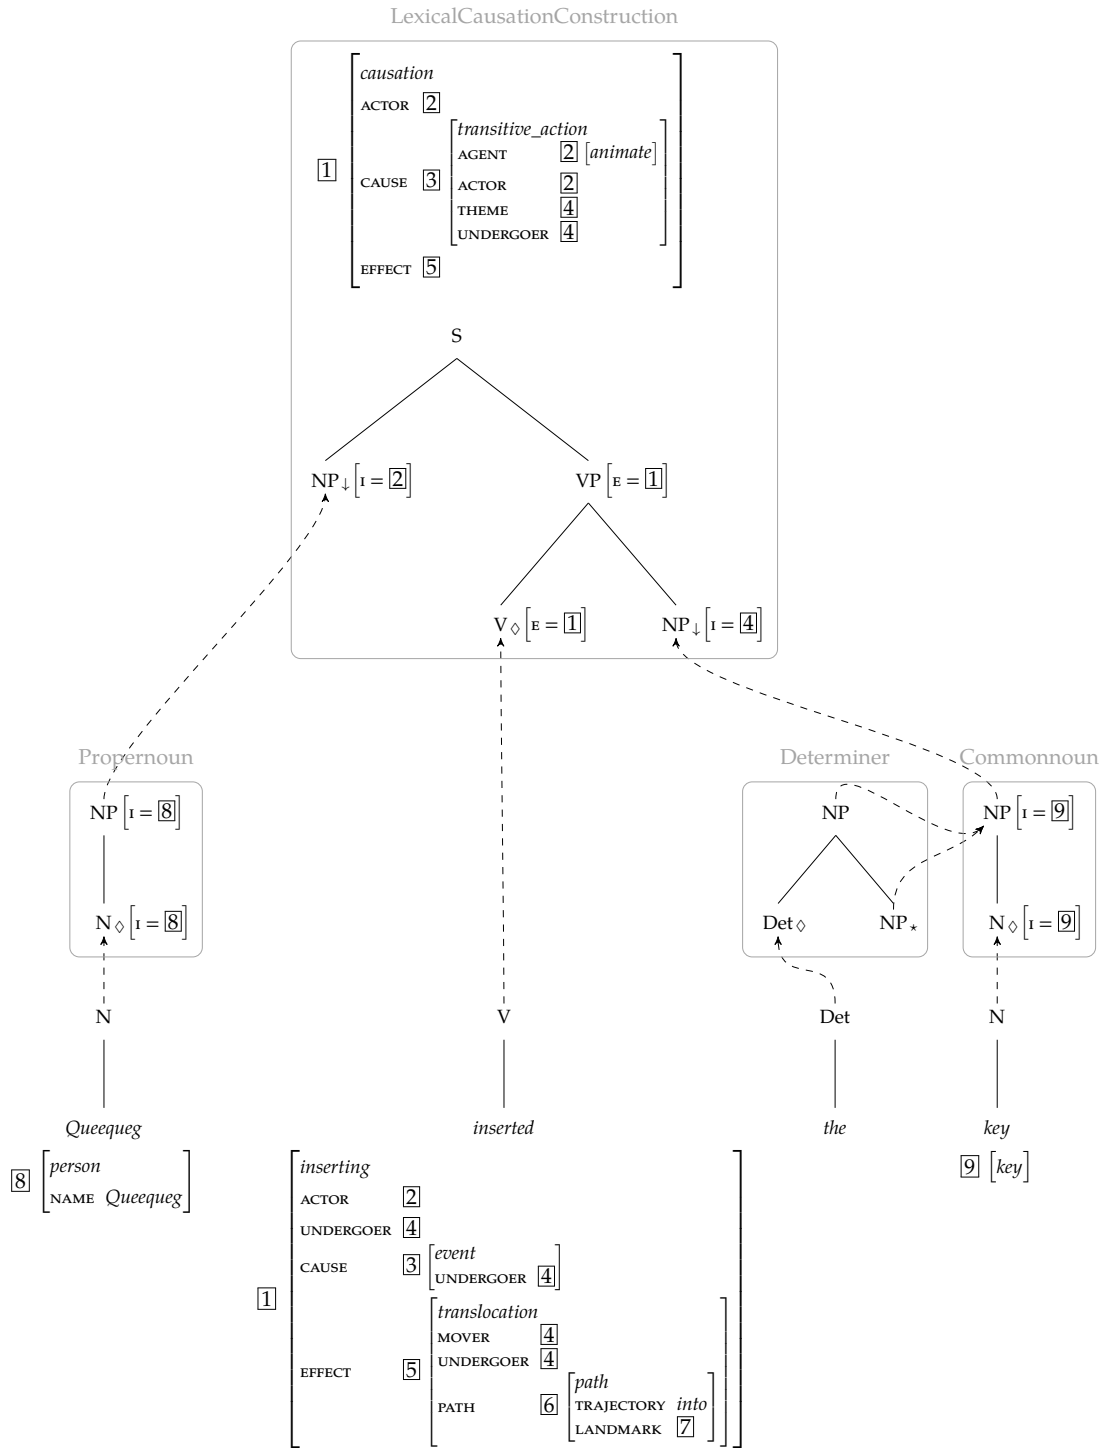 LexicalCausationConstruction
causation
ACTOR 2
transitive_action
AGENT 2 [animate]
1 CAUSE 3 ACTOR 2
THEME 4
UNDERGOER 4
EFFECT 5
S
NP↓[I = 2] VP[E = 1]
V◊[E = 1] NP↓[I = 4]
Propernoun Determiner Commonnoun
NP[I = 8] NP NP[I = 9]
N◊[I = 8] Det◊ NP⋆ N◊[I = 9]
N V Det N
Queequeg inserted the key
8 [person
NAME Queequeg]
9 [key]
inserting
ACTOR 2
UNDERGOER 4
CAUSE 3 [event
UNDERGOER 4]
1
translocation
MOVER 4
UNDERGOER 4
EFFECT 5
path
PATH 6 TRAJECTORY into
LANDMARK 7